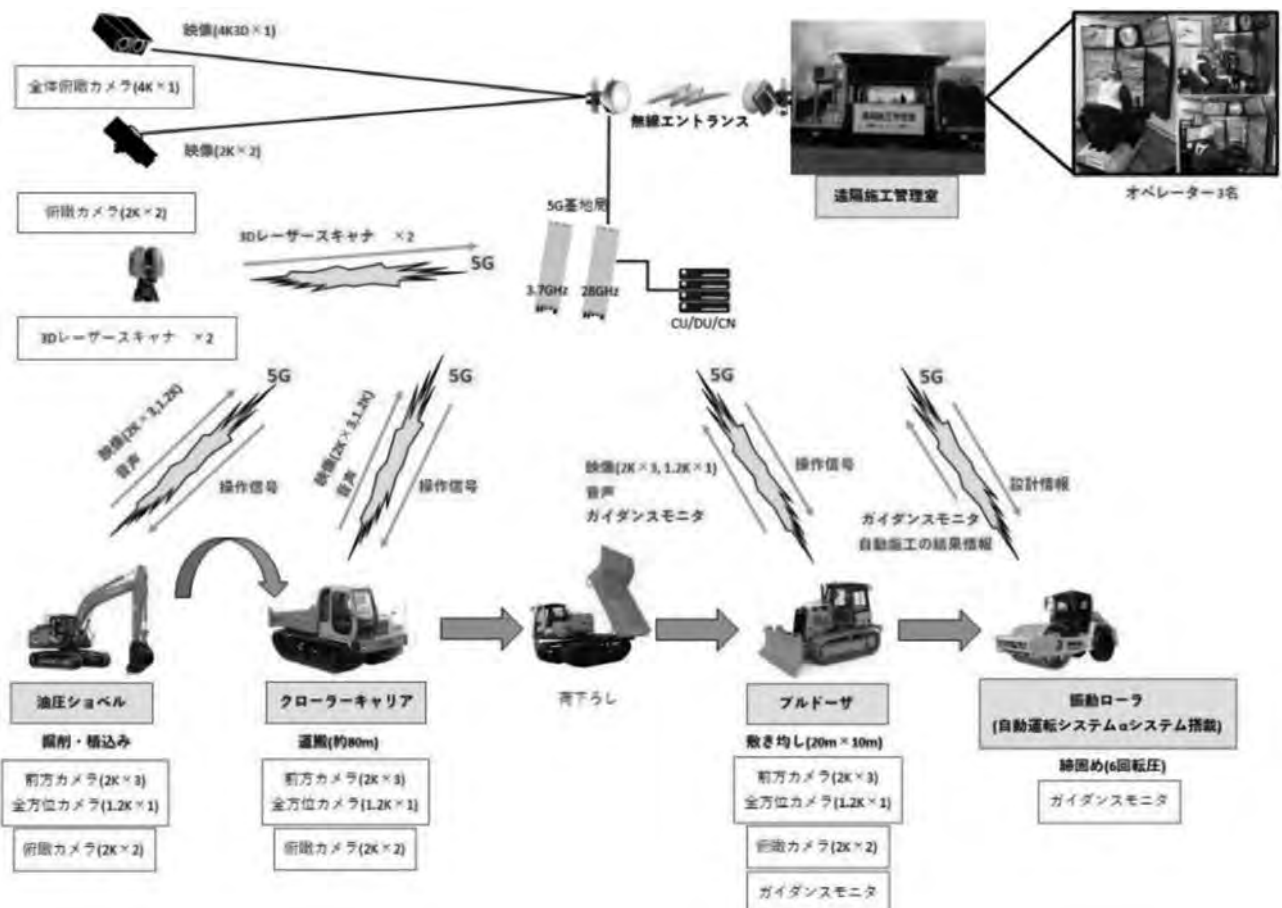 映像(4K3D×1)
全体俯瞰カメラ(4K×1)
映像(2K×2)
俯瞰カメラ(2K×2)
3Dレーザースキャナ ×2
5G
3Dレーザースキャナ ×2
無線エントランス
5G基地局
3.7GHz
28GHz
CU/DU/CN
遠隔施工管理室
オペレーター3名
5G
映像(2K×3,1.2K)
音声
操作信号
5G
映像(2K×3,1.2K)
音声
操作信号
5G
映像(2K×3, 1.2K×1)
音声
ガイダンスモニタ
操作信号
5G
設計情報
ガイダンスモニタ
自動施工の結果情報
油圧ショベル
掘削・積込み
前方カメラ(2K×3)
全方位カメラ(1.2K×1)
俯瞰カメラ(2K×2)
クローラーキャリア
運搬(約80m)
前方カメラ(2K×3)
全方位カメラ(1.2K×1)
俯瞰カメラ(2K×2)
荷下ろし
ブルドーザ
敷き均し(20m×10m)
前方カメラ(2K×3)
全方位カメラ(1.2K×1)
俯瞰カメラ(2K×2)
ガイダンスモニタ
振動ローラ
(自動運転システムαシステム搭載)
締固め(6回転圧)
ガイダンスモニタ